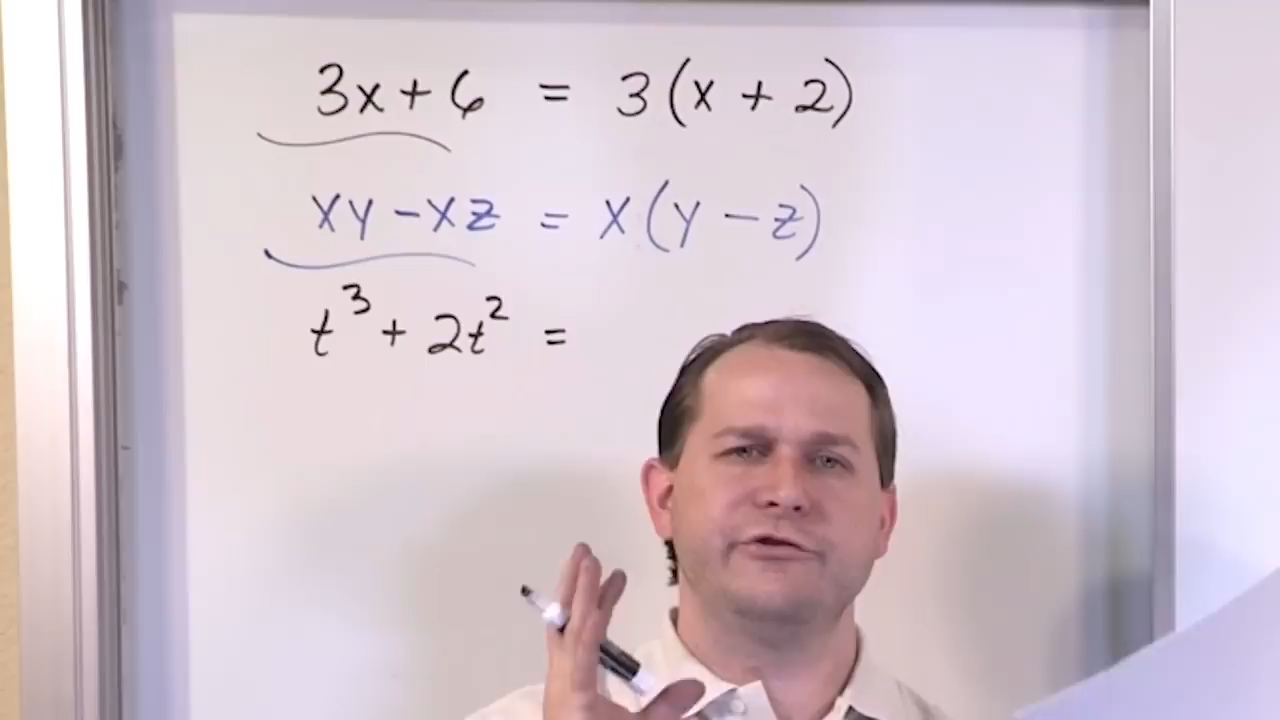 3x + 6 = 3(x + 2)
xy - xz = x(y - z)
t³ + 2t² =